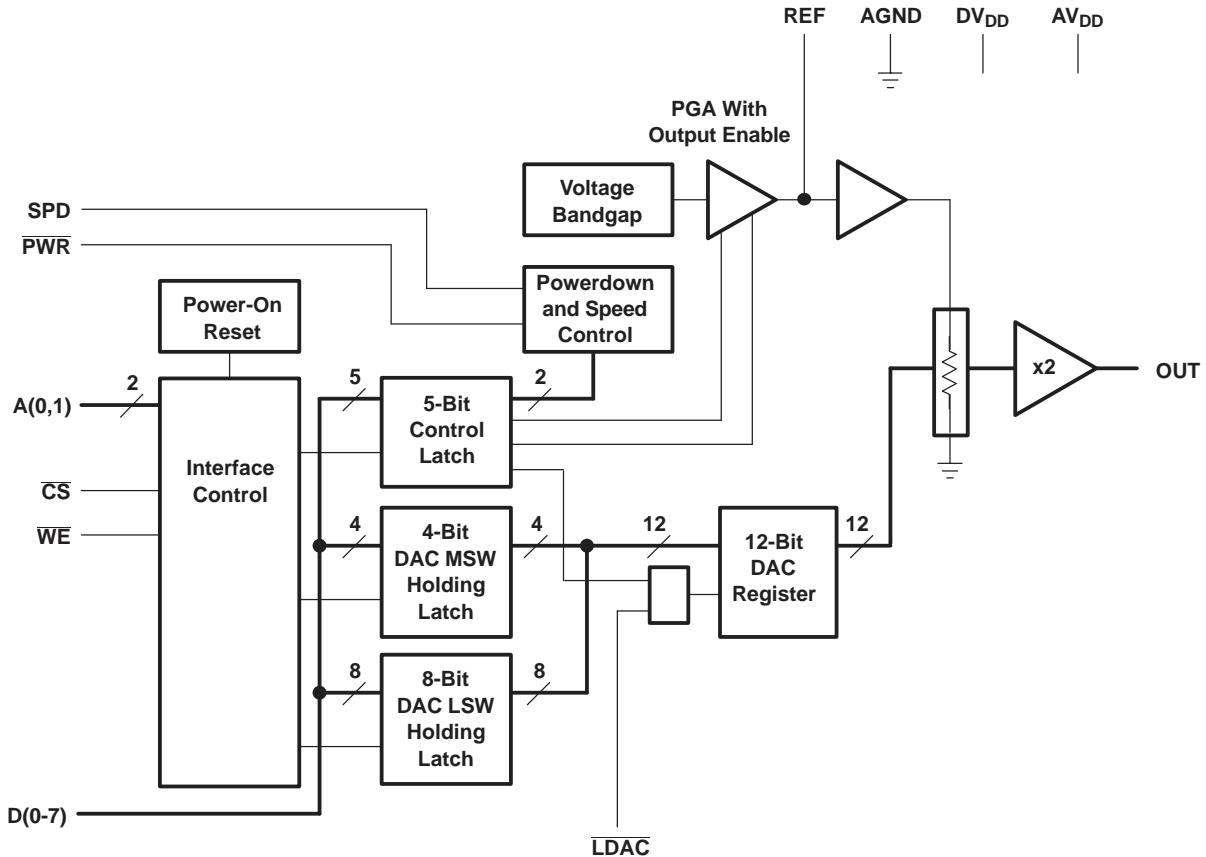 REF AGND DVDD AVDD
PGA With
Output Enable
Voltage
Bandgap
SPD
PWR
Powerdown
and Speed
Control
Power-On
Reset
x2
OUT
2
5
2
A(0,1)
5-Bit
Control
Latch
Interface
Control
CS
WE
4
4-Bit
DAC MSW
Holding
Latch
4
12
12-Bit
DAC
Register
12
8
8-Bit
DAC LSW
Holding
Latch
8
D(0-7)
LDAC